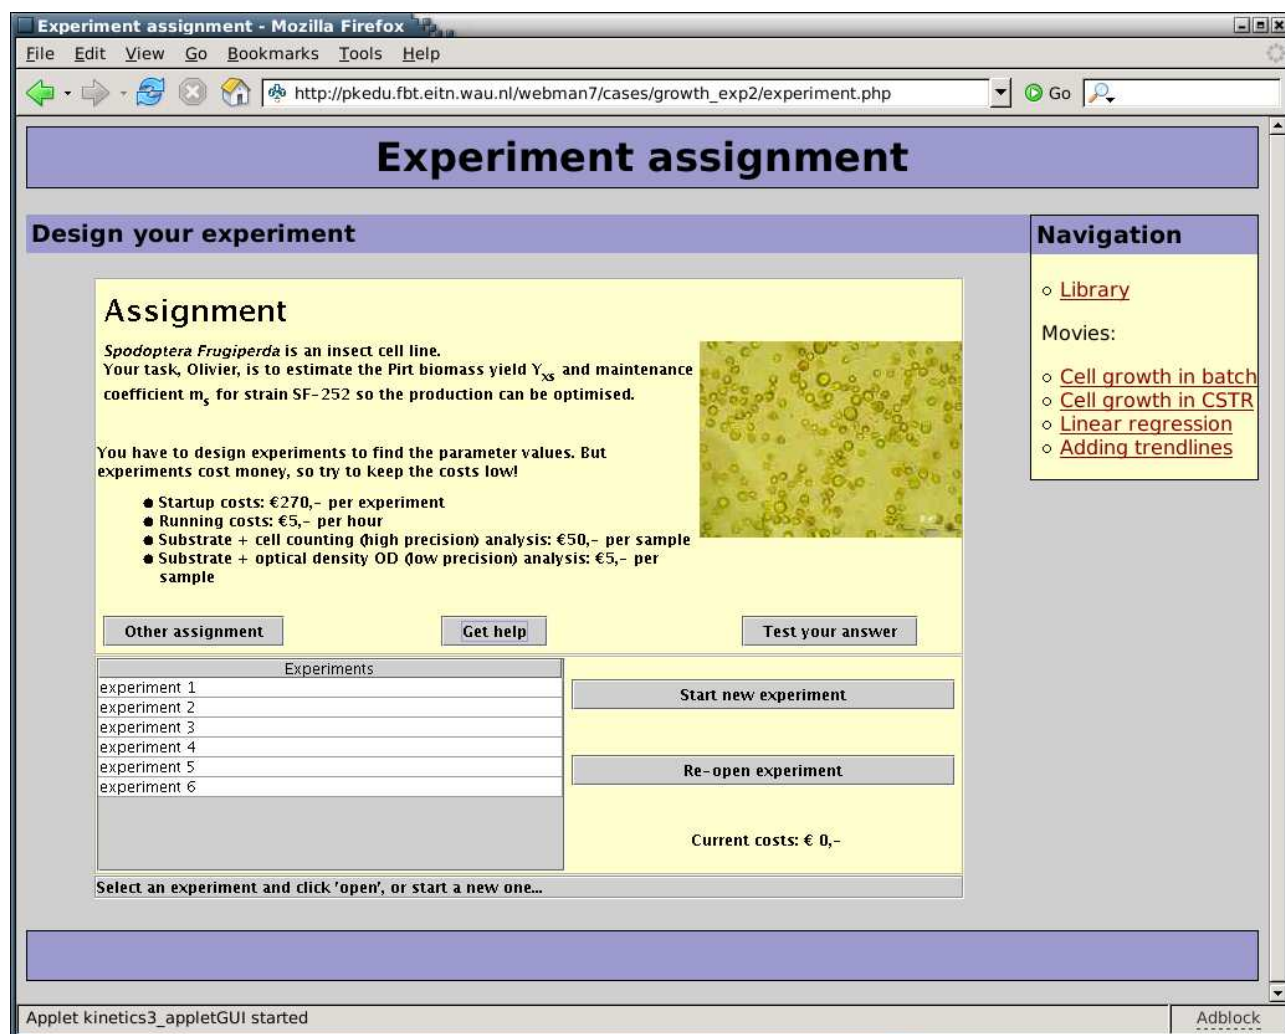 Experiment assignment - Mozilla Firefox
File Edit View Go Bookmarks Tools Help
http://pkedu.fbt.eitn.wau.nl/webman7/cases/growth_exp2/experiment.php
Go
Experiment assignment
Design your experiment
Assignment
Spodoptera Frugiperda is an insect cell line.
Your task, Olivier, is to estimate the Pirt biomass yield Yxs and maintenance
coefficient ms for strain SF-252 so the production can be optimised.
You have to design experiments to find the parameter values. But
experiments cost money, so try to keep the costs low!
● Startup costs: €270,- per experiment
● Running costs: €5,- per hour
● Substrate + cell counting (high precision) analysis: €50,- per sample
● Substrate + optical density OD (low precision) analysis: €5,- per
sample
Other assignment
Get help
Test your answer
Experiments
experiment 1
experiment 2
experiment 3
experiment 4
experiment 5
experiment 6
Start new experiment
Re-open experiment
Current costs: € 0,-
Select an experiment and click 'open', or start a new one...
Navigation
Library
Movies:
Cell growth in batch
Cell growth in CSTR
Linear regression
Adding trendlines
Applet kinetics3_appletGUI started
Adblock